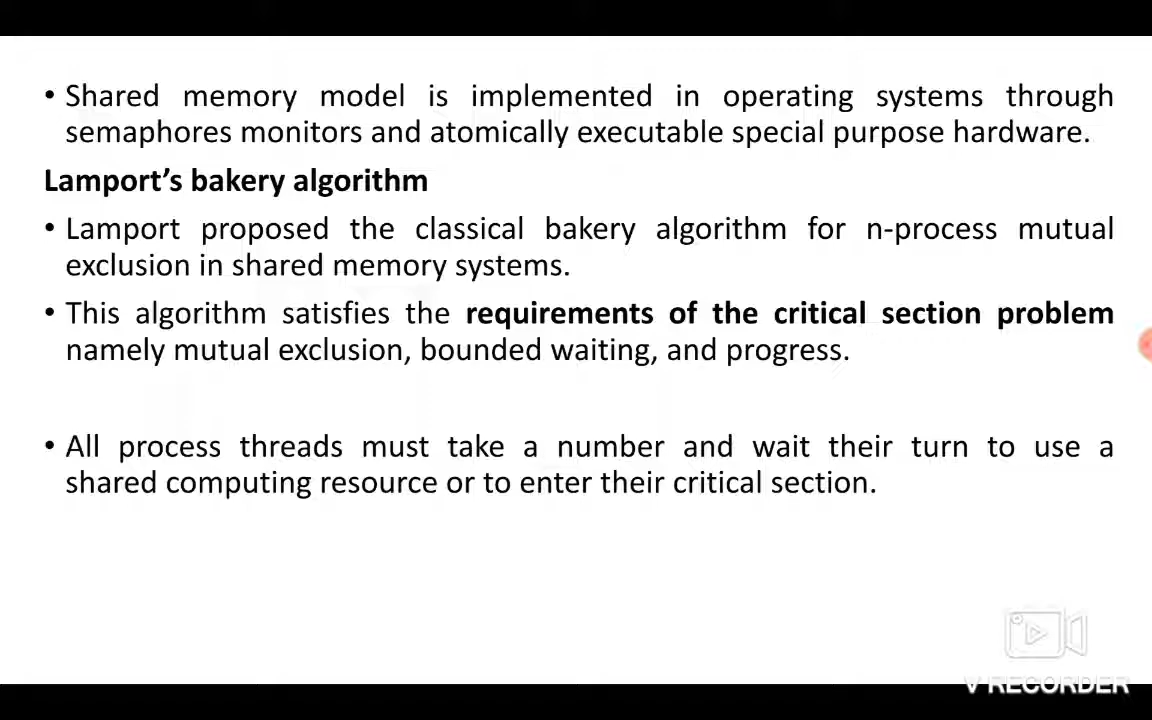 • Shared memory model is implemented in operating systems through
semaphores monitors and atomically executable special purpose hardware.
Lamport’s bakery algorithm
• Lamport proposed the classical bakery algorithm for n-process mutual
exclusion in shared memory systems.
• This algorithm satisfies the requirements of the critical section problem
namely mutual exclusion, bounded waiting, and progress.
• All process threads must take a number and wait their turn to use a
shared computing resource or to enter their critical section.
V RECORDER